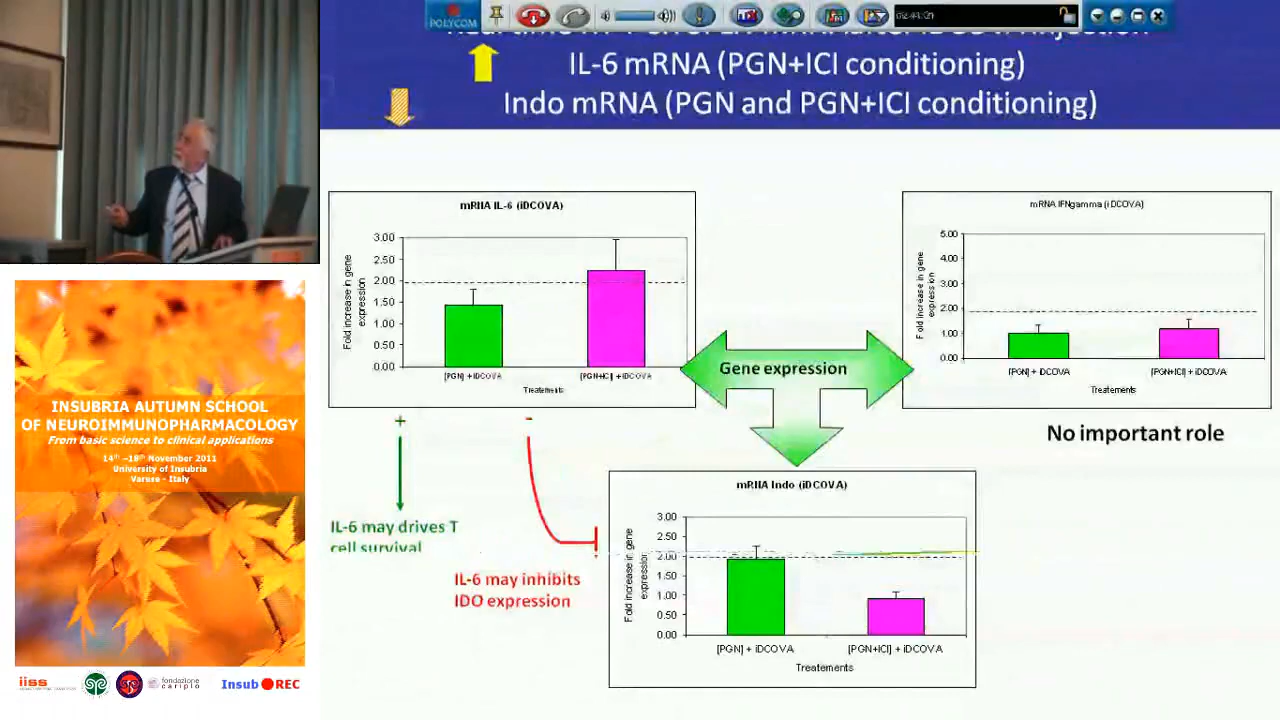 POLYCOM
IL-6 mRNA (PGN+ICI conditioning)
Indo mRNA (PGN and PGN+ICI conditioning)
mRNA IL-6 (iDCOVA)
Fold increase in gene
expression
3.00
2.50
2.00
1.50
1.00
0.50
0.00
[PGN] + iDCOVA
[PGN+ICI] + iDCOVA
Treatements
mRNA IFNgamma (iDCOVA)
Fold increase in gene
expression
5.00
4.00
3.00
2.00
1.00
0.00
[PGN] + iDCOVA
[PGN+ICI] + iDCOVA
Treatements
Gene expression
No important role
+
-
IL-6 may drives T
cell survival
IL-6 may inhibits
IDO expression
mRNA Indo (iDCOVA)
Fold increase in gene
expression
3.00
2.50
2.00
1.50
1.00
0.50
0.00
[PGN] + iDCOVA
[PGN+ICI] + iDCOVA
Treatements
INSUBRIA AUTUMN SCHOOL
OF NEUROIMMUNOPHARMACOLOGY
From basic science to clinical applications
14th -18th November 2011
University of Insubria
Varese - Italy
iiss
fondazione
cariplo
Insub REC